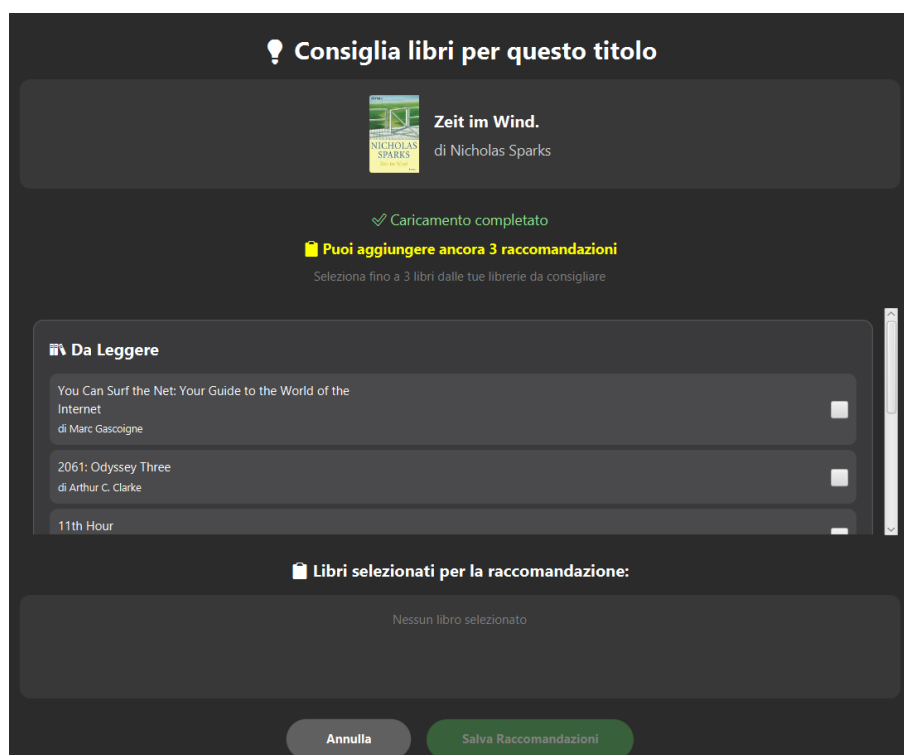 Consiglia libri per questo titolo
NICHOLAS
SPARKS
Zeit im Wind
Zeit im Wind.
di Nicholas Sparks
Caricamento completato
Puoi aggiungere ancora 3 raccomandazioni
Seleziona fino a 3 libri dalle tue librerie da consigliare
Da Leggere
You Can Surf the Net: Your Guide to the World of the
Internet
di Marc Gascoigne
2061: Odyssey Three
di Arthur C. Clarke
11th Hour
Libri selezionati per la raccomandazione:
Nessun libro selezionato
Annulla
Salva Raccomandazioni